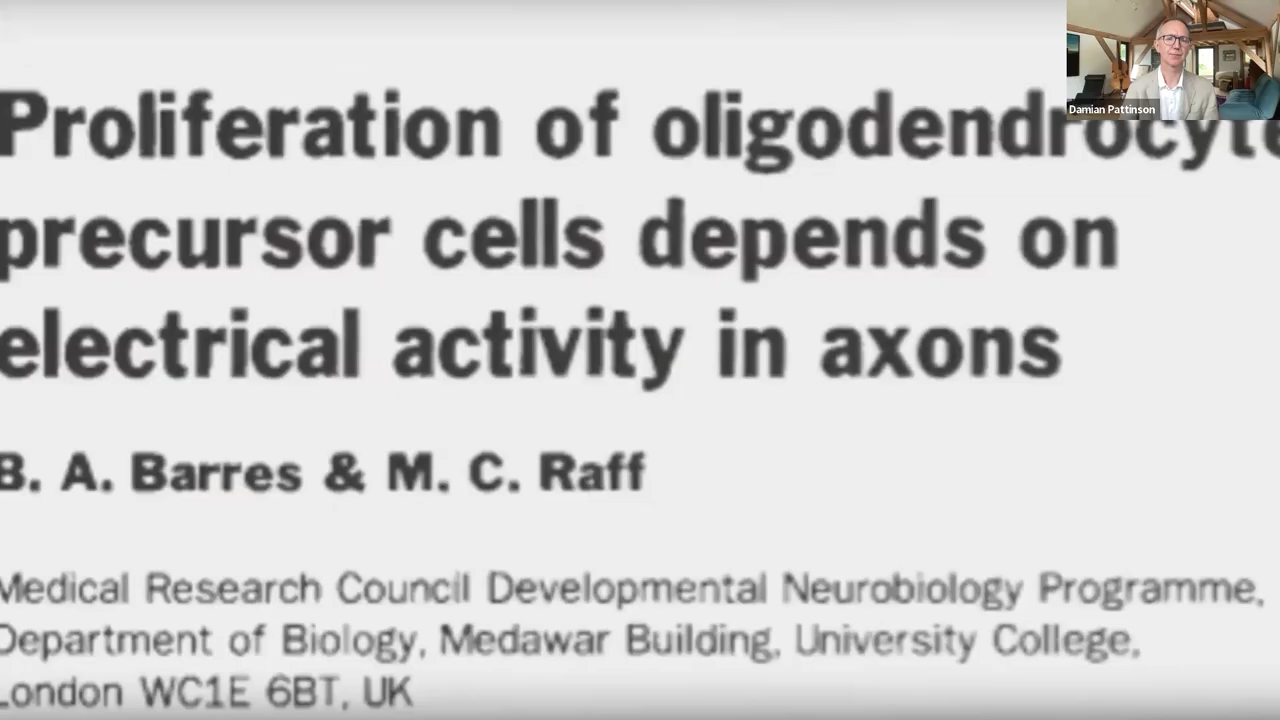 Proliferation of oligodendrocyte
precursor cells depends on
electrical activity in axons
B. A. Barres & M. C. Raff
Medical Research Council Developmental Neurobiology Programme,
Department of Biology, Medawar Building, University College,
London WC1E 6BT, UK
Damian Pattinson